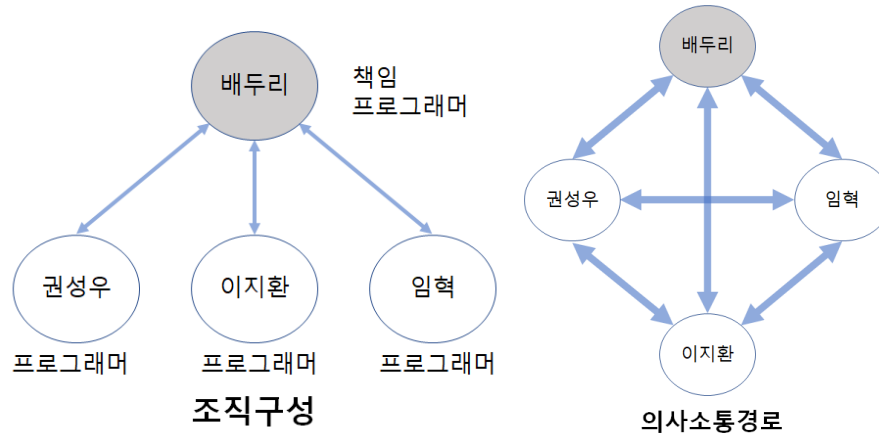 배두리
책임
프로그래머
권성우
이지환
임혁
프로그래머
프로그래머
프로그래머
조직구성
배두리
권성우
임혁
이지환
의사소통경로